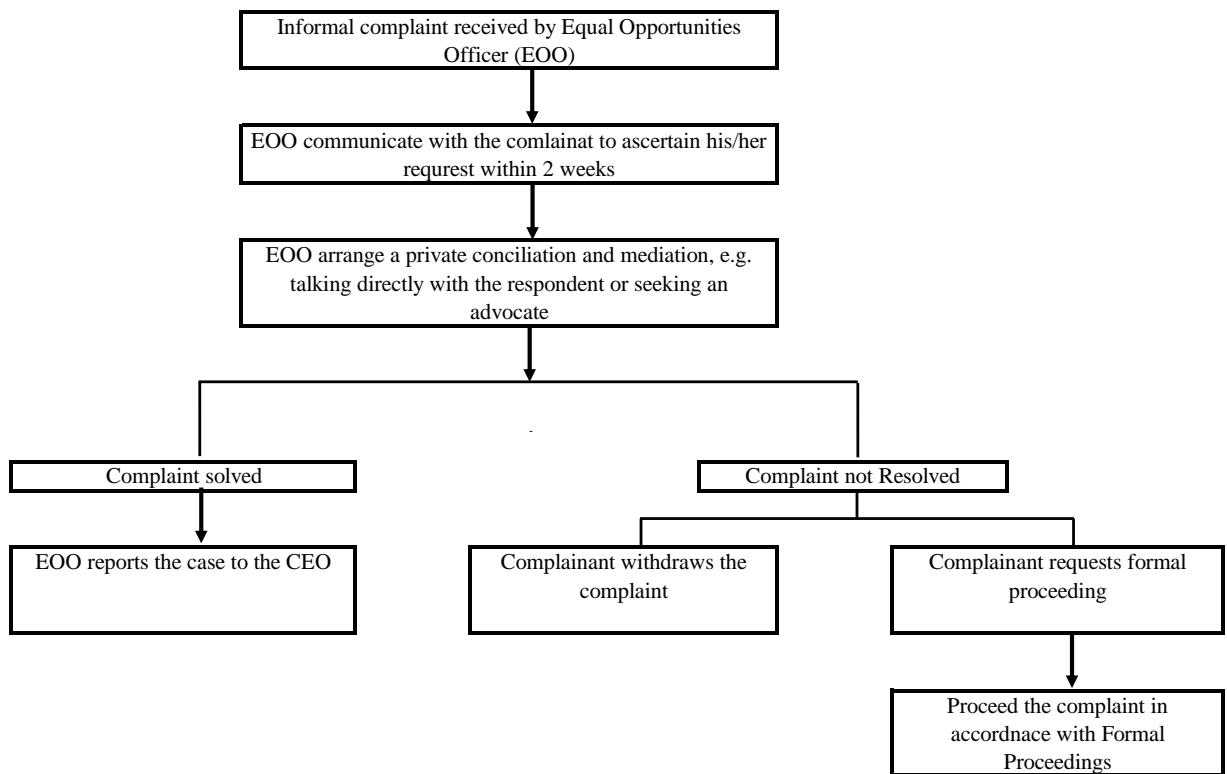 Informal complaint received by Equal Opportunities
Officer (EOO)
EOO communicate with the comlainat to ascertain his/her
requrest within 2 weeks
EOO arrange a private conciliation and mediation, e.g.
talking directly with the respondent or seeking an
advocate
Complaint solved
Complaint not Resolved
EOO reports the case to the CEO
Complainant withdraws the
complaint
Complainant requests formal
proceeding
Proceed the complaint in
accordnace with Formal
Proceedings